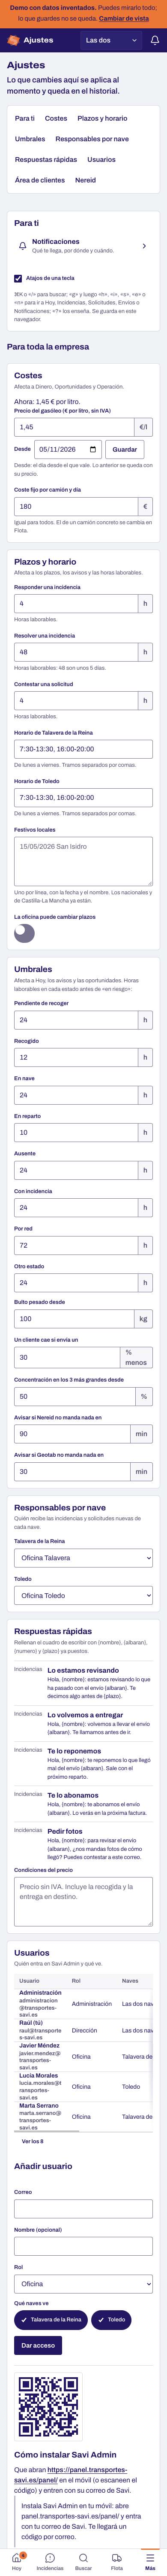 Demo con datos inventados. Puedes mirarlo todo;
lo que guardes no se queda. Cambiar de vista
Ajustes
Las dos
Ajustes
Lo que cambies aquí se aplica al
momento y queda en el historial.
Para ti
Costes
Plazos y horario
Umbrales
Responsables por nave
Respuestas rápidas
Usuarios
Área de clientes
Nereid
Para ti
Notificaciones
Qué te llega, por dónde y cuándo.
Atajos de una tecla
Para toda la empresa
Costes
Afecta a Dinero, Oportunidades y Operación.
Ahora: 1,45 € por litro.
Precio del gasóleo (€ por litro, sin IVA)
1,45
€/l
Desde
05/11/2026
Guardar
Desde: el día desde el que vale. Lo anterior se queda con
su precio.
Coste fijo por camión y día
180
€
Igual para todos. El de un camión concreto se cambia en
Flota.
Plazos y horario
Afecta a los plazos, los avisos y las horas laborables.
Responder una incidencia
4
h
Horas laborables.
Resolver una incidencia
48
h
Horas laborables: 48 son unos 5 días.
Contestar una solicitud
4
h
Horas laborables.
Horario de Talavera de la Reina
7:30-13:30, 16:00-20:00
De lunes a viernes. Tramos separados por comas.
Horario de Toledo
7:30-13:30, 16:00-20:00
De lunes a viernes. Tramos separados por comas.
Festivos locales
15/05/2026 San Isidro
Uno por línea, con la fecha y el nombre. Los nacionales y
de Castilla-La Mancha ya están.
La oficina puede cambiar plazos
Umbrales
Afecta a Hoy, los avisos y las oportunidades. Horas
laborables en cada estado antes de «en riesgo»:
Pendiente de recoger
24
h
Recogido
12
h
En nave
24
h
En reparto
10
h
Ausente
24
h
Con incidencia
24
h
Por red
72
h
Otro estado
24
h
Bulto pesado desde
100
kg
Un cliente cae si envía un
30
% menos
Concentración en los 3 más grandes desde
50
%
Avisar si Nereid no manda nada en
90
min
Avisar si Geotab no manda nada en
30
min
Responsables por nave
Quién recibe las incidencias y solicitudes nuevas de
cada nave.
Talavera de la Reina
Oficina Talavera
Toledo
Oficina Toledo
Respuestas rápidas
Rellenan el cuadro de escribir con {nombre}, {albaran},
{numero} y {plazo} ya puestos.
Incidencias
Lo estamos revisando
Hola, {nombre}: estamos revisando lo que
ha pasado con el envío {albaran}. Te
decimos algo antes de {plazo}.
Incidencias
Lo volvemos a entregar
Hola, {nombre}: volvemos a llevar el envío
{albaran}. Te llamamos antes de ir.
Incidencias
Te lo reponemos
Hola, {nombre}: te reponemos lo que llegó
mal del envío {albaran}. Sale con el
próximo reparto.
Incidencias
Te lo abonamos
Hola, {nombre}: te abonamos el envío
{albaran}. Lo verás en la próxima factura.
Incidencias
Pedir fotos
Hola, {nombre}: para revisar el envío
{albaran}, ¿nos mandas fotos de cómo
llegó? Puedes contestar a este correo.
Condiciones del precio
Precio sin IVA. Incluye la recogida y la
entrega en destino.
Usuarios
Quién entra en Savi Admin y qué ve.
Usuario
Rol
Naves
Administración
administracion
@transportes-
savi.es
Administración
Las dos nav
Raúl (tú)
raul@transporte
s-savi.es
Dirección
Las dos nav
Javier Méndez
javier.mendez@
transportes-
savi.es
Oficina
Talavera de
Lucía Morales
lucia.morales@t
ransportes-
savi.es
Oficina
Toledo
Marta Serrano
marta.serrano@
transportes-
savi.es
Oficina
Talavera de
Ver los 8
Añadir usuario
Correo
Nombre (opcional)
Rol
Oficina
Qué naves ve
Talavera de la Reina
Toledo
Dar acceso
Cómo instalar Savi Admin
Que abran https://panel.transportes-
savi.es/panel/ en el móvil (o escanee el
código) y entren con su correo de Savi.
Instala Savi Admin en tu móvil: abre
panel.transportes-savi.es/panel/ y entra
con tu correo de Savi. Te llegará un
código por correo.
4
Hoy
Incidencias
Buscar
Flota
Más